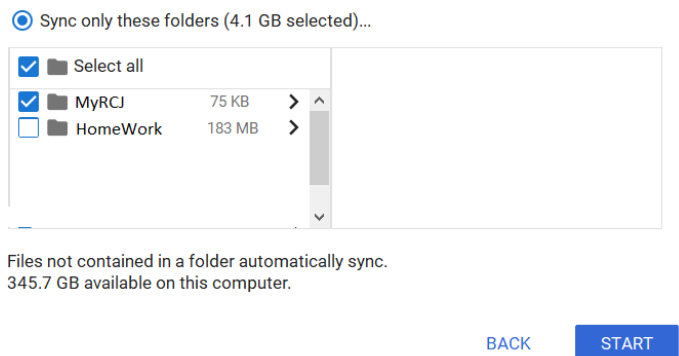 Sync only these folders (4.1 GB selected)...
Select all
MyRCJ 75 KB
HomeWork 183 MB
Files not contained in a folder automatically sync.
345.7 GB available on this computer.
BACK START